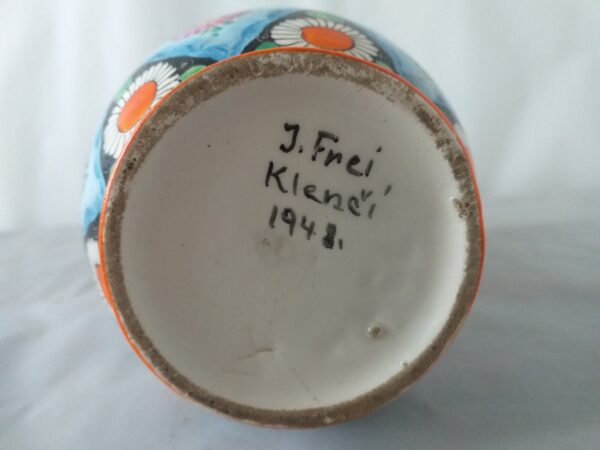 J. Frei
Klenčí
1948.